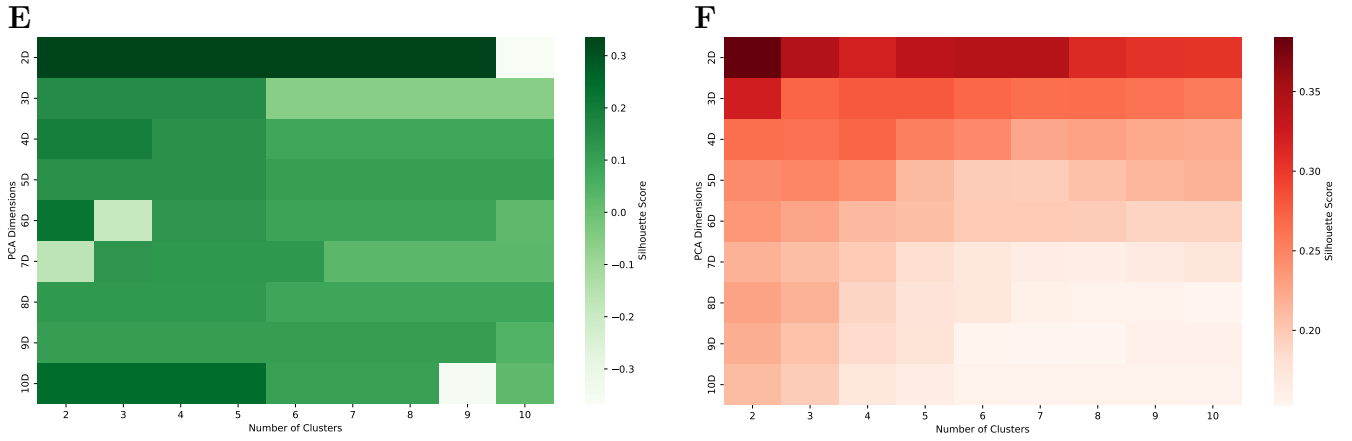 E
2D
3D
4D
5D
6D
7D
8D
9D
10D
PCA Dimensions
2 3 4 5 6 7 8 9 10
Number of Clusters
0.3
0.2
0.1
0.0
−0.1
−0.2
−0.3
Silhouette Score
F
2D
3D
4D
5D
6D
7D
8D
9D
10D
PCA Dimensions
2 3 4 5 6 7 8 9 10
Number of Clusters
0.35
0.30
0.25
0.20
Silhouette Score